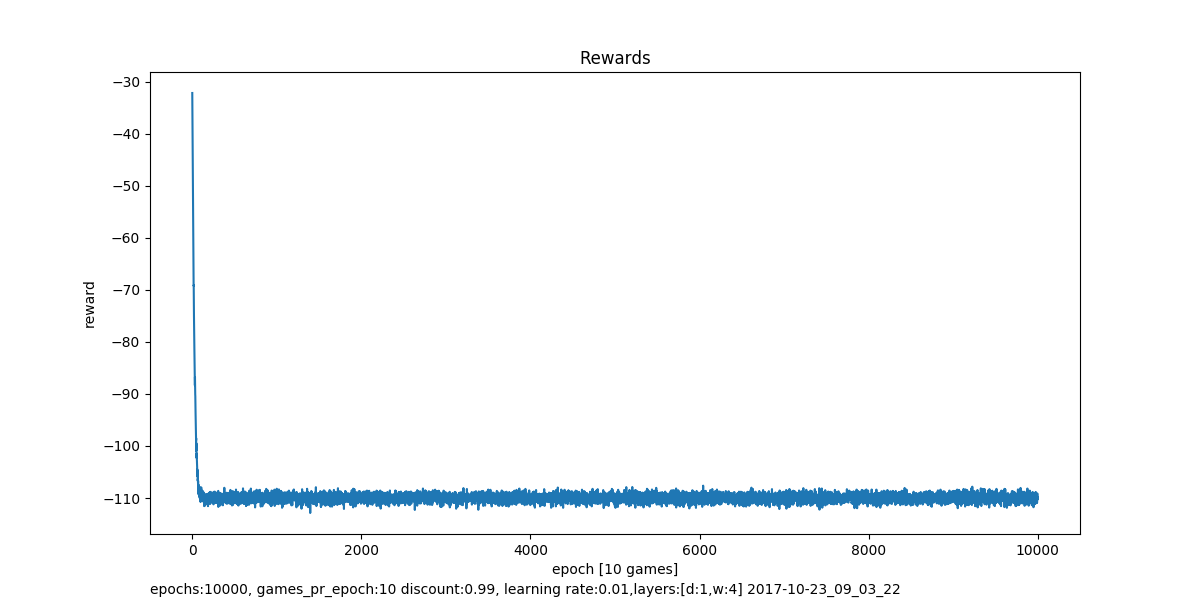 Rewards
−30
−40
−50
−60
−70
−80
−90
−100
−110
reward
0 2000 4000 6000 8000 10000
epoch [10 games]
epochs:10000, games_pr_epoch:10 discount:0.99, learning rate:0.01,layers:[d:1,w:4] 2017-10-23_09_03_22